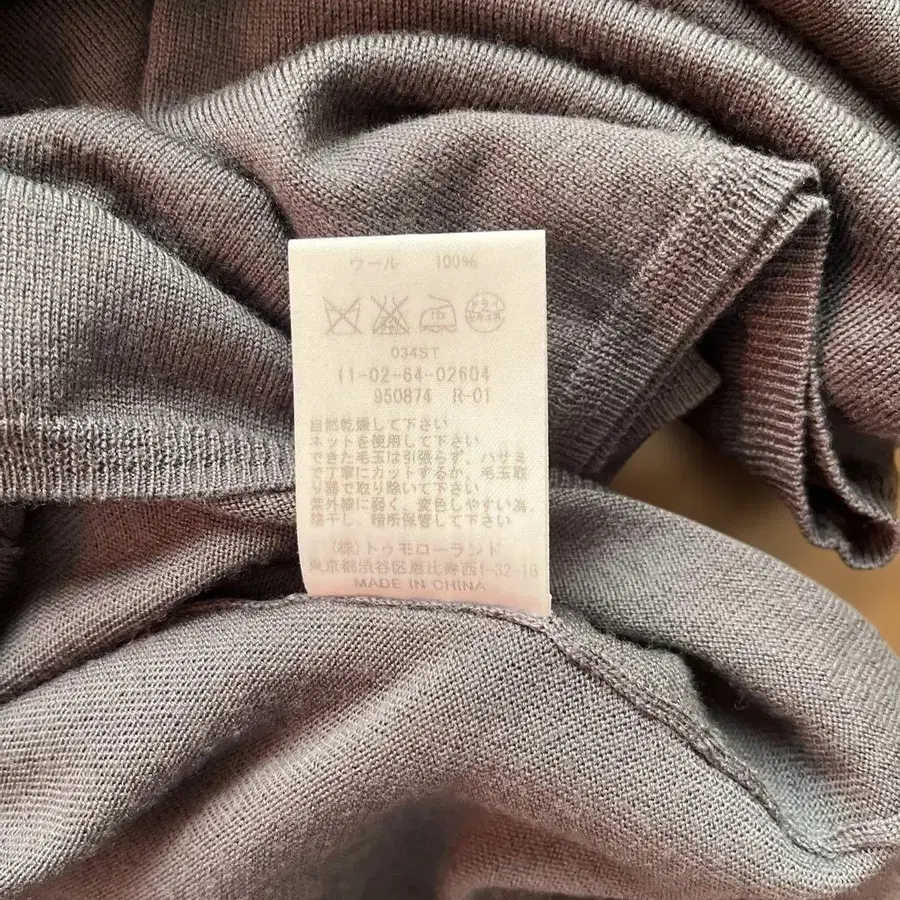 ウール 100%
034ST
11-02-64-02604
950874 R-01
自然乾燥して下さい
ネットを使用して下さい
できた毛玉は引張らず、ハサミ
で丁寧にカットするか、毛玉取
り器で取り除いて下さい
紫外線に弱く、変色しやすい為、
陰干し、暗所保管して下さい
(株)トゥモローランド
東京都渋谷区恵比寿西1-32-16
MADE IN CHINA